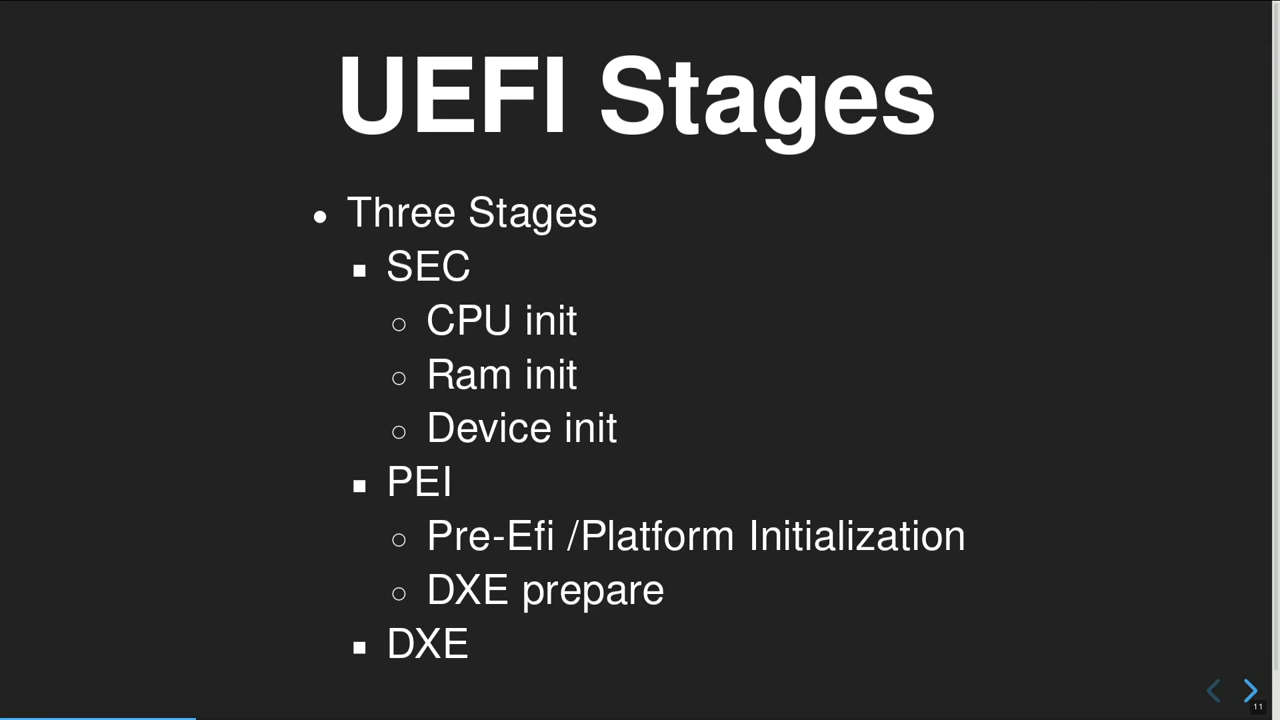 UEFI Stages
Three Stages
SEC
CPU init
Ram init
Device init
PEI
Pre-Efi /Platform Initialization
DXE prepare
DXE
11